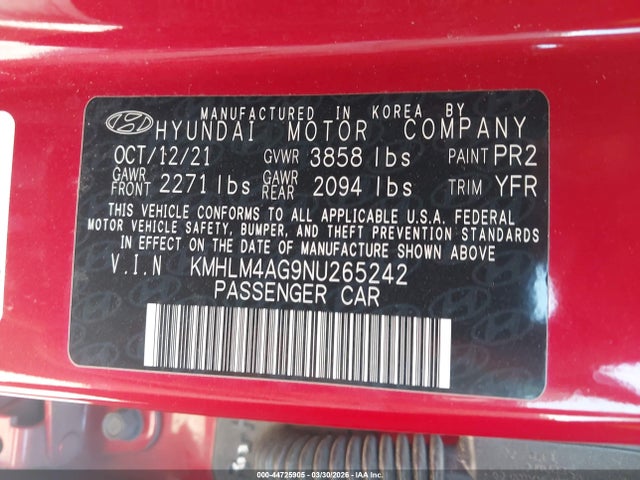 MANUFACTURED IN KOREA BY
HYUNDAI MOTOR COMPANY
OCT/12/21 GVWR 3858 lbs PAINT PR2
GAWR FRONT 2271 lbs GAWR REAR 2094 lbs TRIM YFR
THIS VEHICLE CONFORMS TO ALL APPLICABLE U.S.A. FEDERAL
MOTOR VEHICLE SAFETY, BUMPER, AND THEFT PREVENTION STANDARDS
IN EFFECT ON THE DATE OF MANUFACTURE SHOWN ABOVE
V.I.N KMHLM4AG9NU265242
PASSENGER CAR
000-44725905 - 03/30/2026 - IAA Inc.